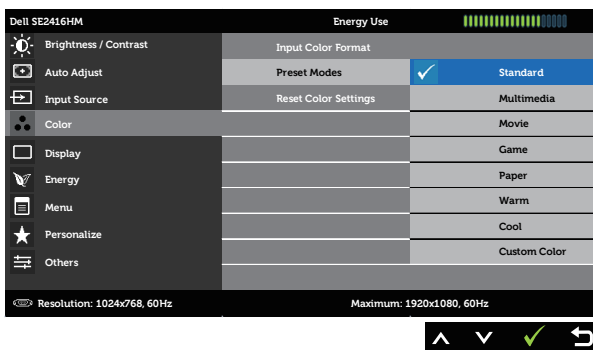 Dell SE2416HM Energy Use
Brightness / Contrast
Auto Adjust
Input Source
Color
Display
Energy
Menu
Personalize
Others
Input Color Format
Preset Modes
Reset Color Settings
Standard
Multimedia
Movie
Game
Paper
Warm
Cool
Custom Color
Resolution: 1024x768, 60Hz Maximum: 1920x1080, 60Hz